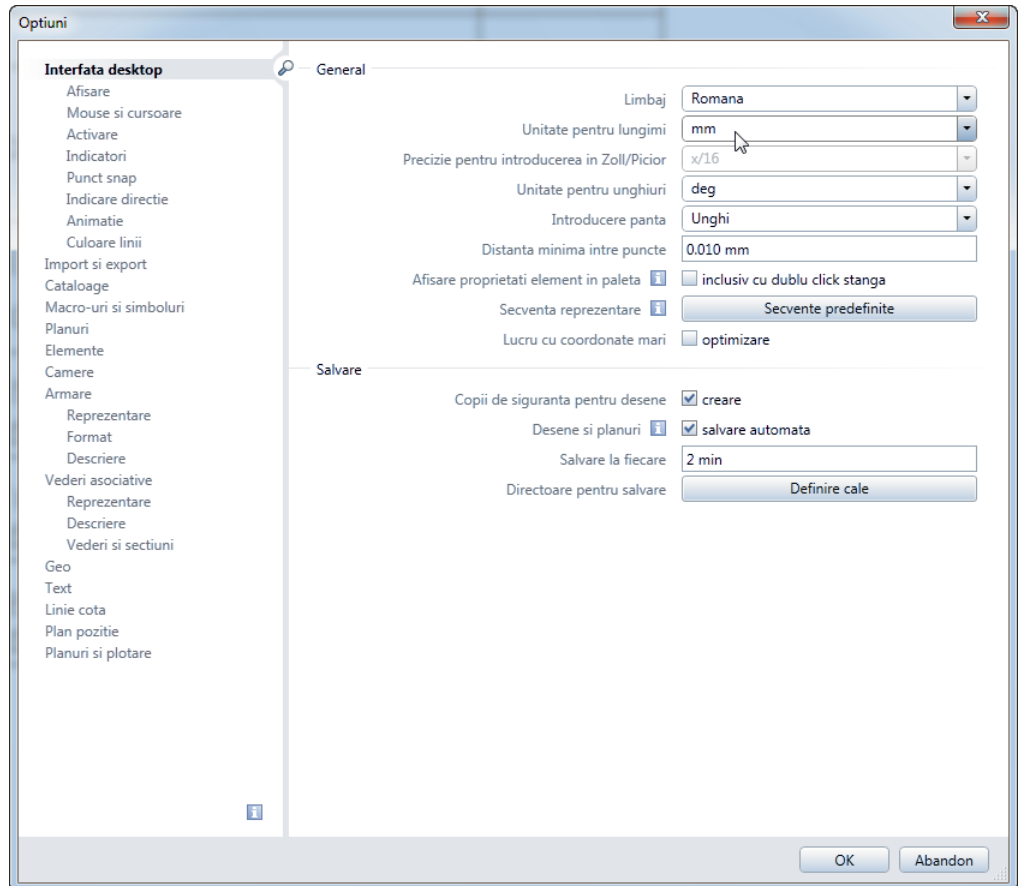 Optiuni
Interfata desktop
Afisare
Mouse si cursoare
Activare
Indicatori
Punct snap
Indicare directie
Animatie
Culoare linii
Import si export
Cataloage
Macro-uri si simboluri
Planuri
Elemente
Camere
Armare
Reprezentare
Format
Descriere
Vederi asociative
Reprezentare
Descriere
Vederi si sectiuni
Geo
Text
Linie cota
Plan pozitie
Planuri si plotare
General
Limbaj Romana
Unitate pentru lungimi mm
Precizie pentru introducerea in Zoll/Picior x/16
Unitate pentru unghiuri deg
Introducere panta Unghi
Distanta minima intre puncte 0.010 mm
Afisare proprietati element in paleta inclusiv cu dublu click stanga
Secventa reprezentare Secvente predefinite
Lucru cu coordonate mari optimizare
Salvare
Copii de siguranta pentru desene creare
Desene si planuri salvare automata
Salvare la fiecare 2 min
Directoare pentru salvare Definire cale
OK Abandon